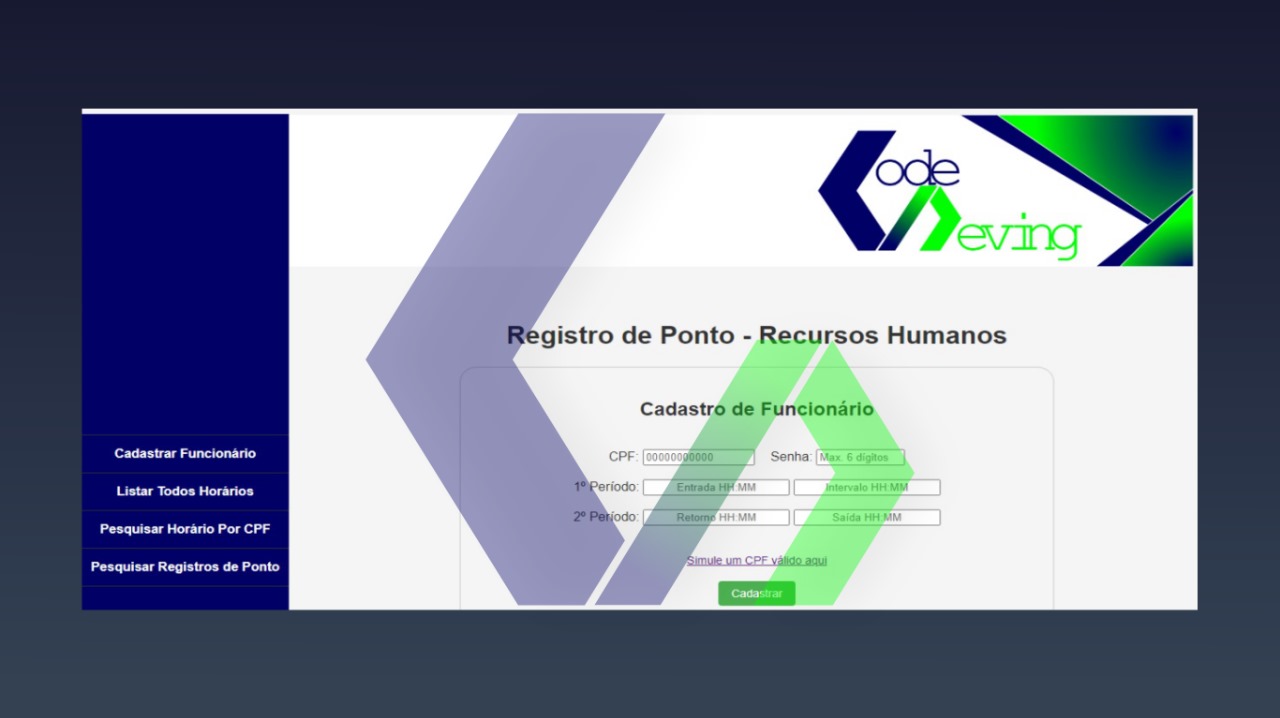 ode
eving
Registro de Ponto - Recursos Humanos
Cadastro de Funcionário
CPF: 00000000000 Senha: Max. 6 dígitos
1º Período: Entrada HH:MM Intervalo HH:MM
2º Período: Retorno HH:MM Saída HH:MM
Simule um CPF válido aqui
Cadastrar
Cadastrar Funcionário
Listar Todos Horários
Pesquisar Horário Por CPF
Pesquisar Registros de Ponto